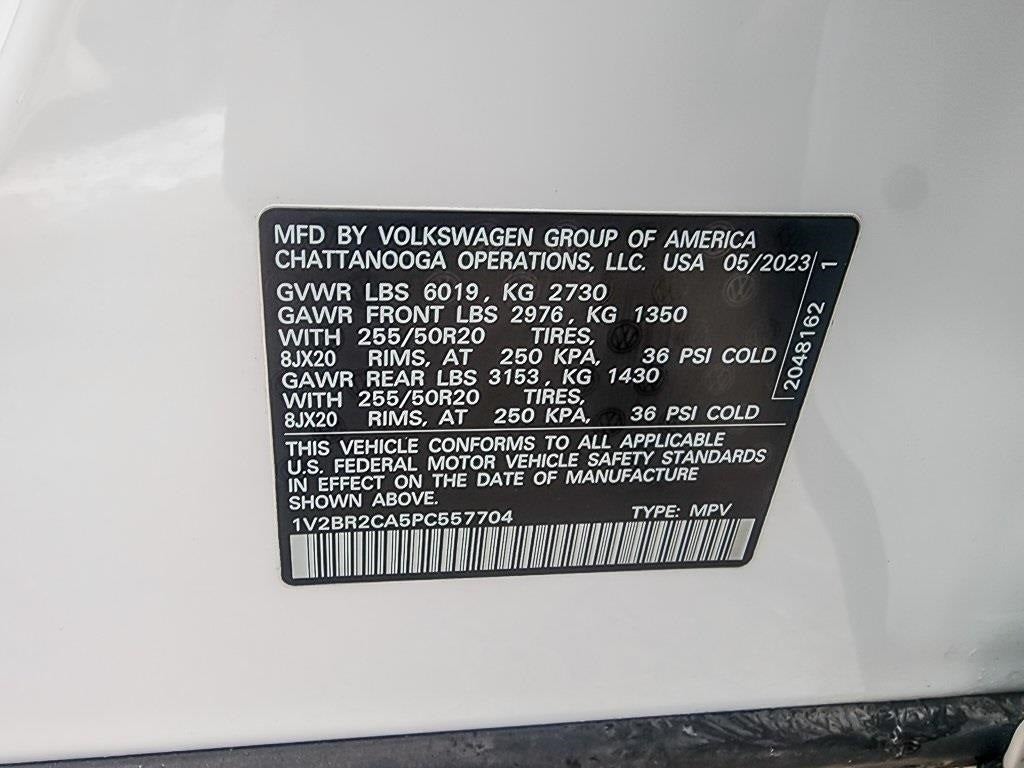 MFD BY VOLKSWAGEN GROUP OF AMERICA
CHATTANOOGA OPERATIONS, LLC. USA 05/2023
GVWR LBS 6019, KG 2730
GAWR FRONT LBS 2976, KG 1350
WITH 255/50R20 TIRES,
8JX20 RIMS, AT 250 KPA, 36 PSI COLD
GAWR REAR LBS 3153, KG 1430
WITH 255/50R20 TIRES,
8JX20 RIMS, AT 250 KPA, 36 PSI COLD
2048162 1
THIS VEHICLE CONFORMS TO ALL APPLICABLE
U.S. FEDERAL MOTOR VEHICLE SAFETY STANDARDS
IN EFFECT ON THE DATE OF MANUFACTURE
SHOWN ABOVE.
1V2BR2CA5PC557704 TYPE: MPV